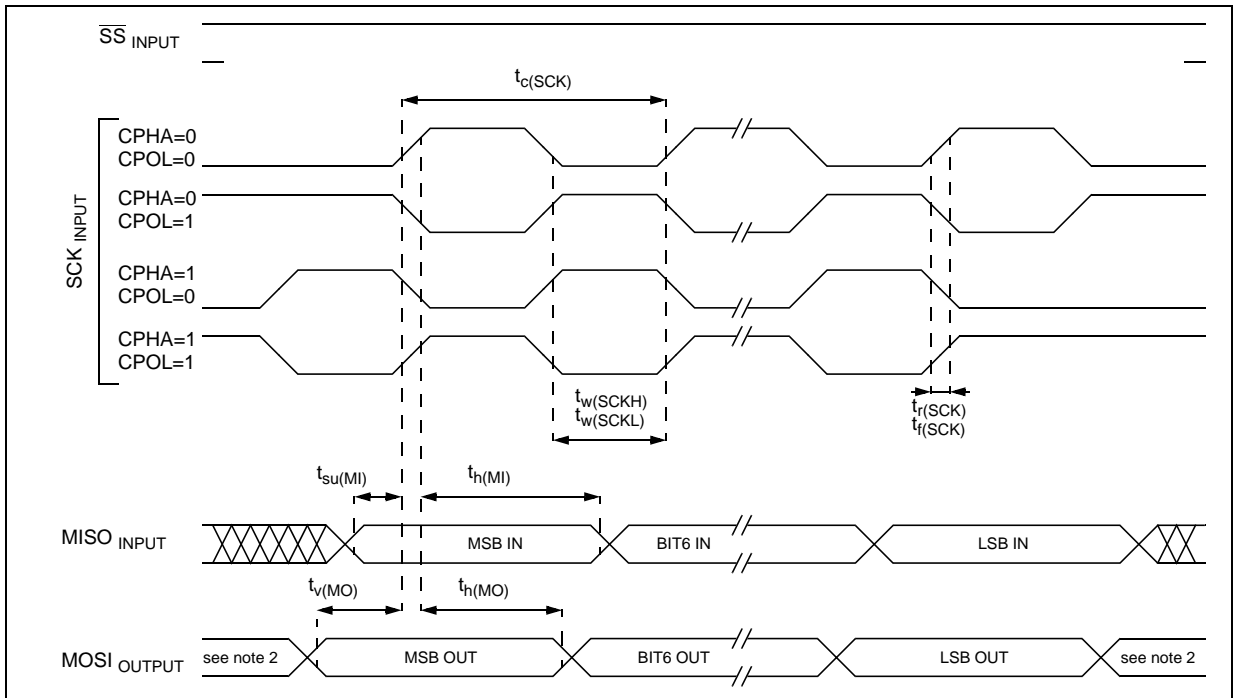 SS INPUT
tc(SCK)
SCK INPUT
CPHA=0
CPOL=0
CPHA=0
CPOL=1
CPHA=1
CPOL=0
CPHA=1
CPOL=1
tw(SCKH)
tw(SCKL)
tr(SCK)
tf(SCK)
tsu(MI)
th(MI)
MISO INPUT
MSB IN
BIT6 IN
LSB IN
tv(MO)
th(MO)
MOSI OUTPUT
see note 2
MSB OUT
BIT6 OUT
LSB OUT
see note 2